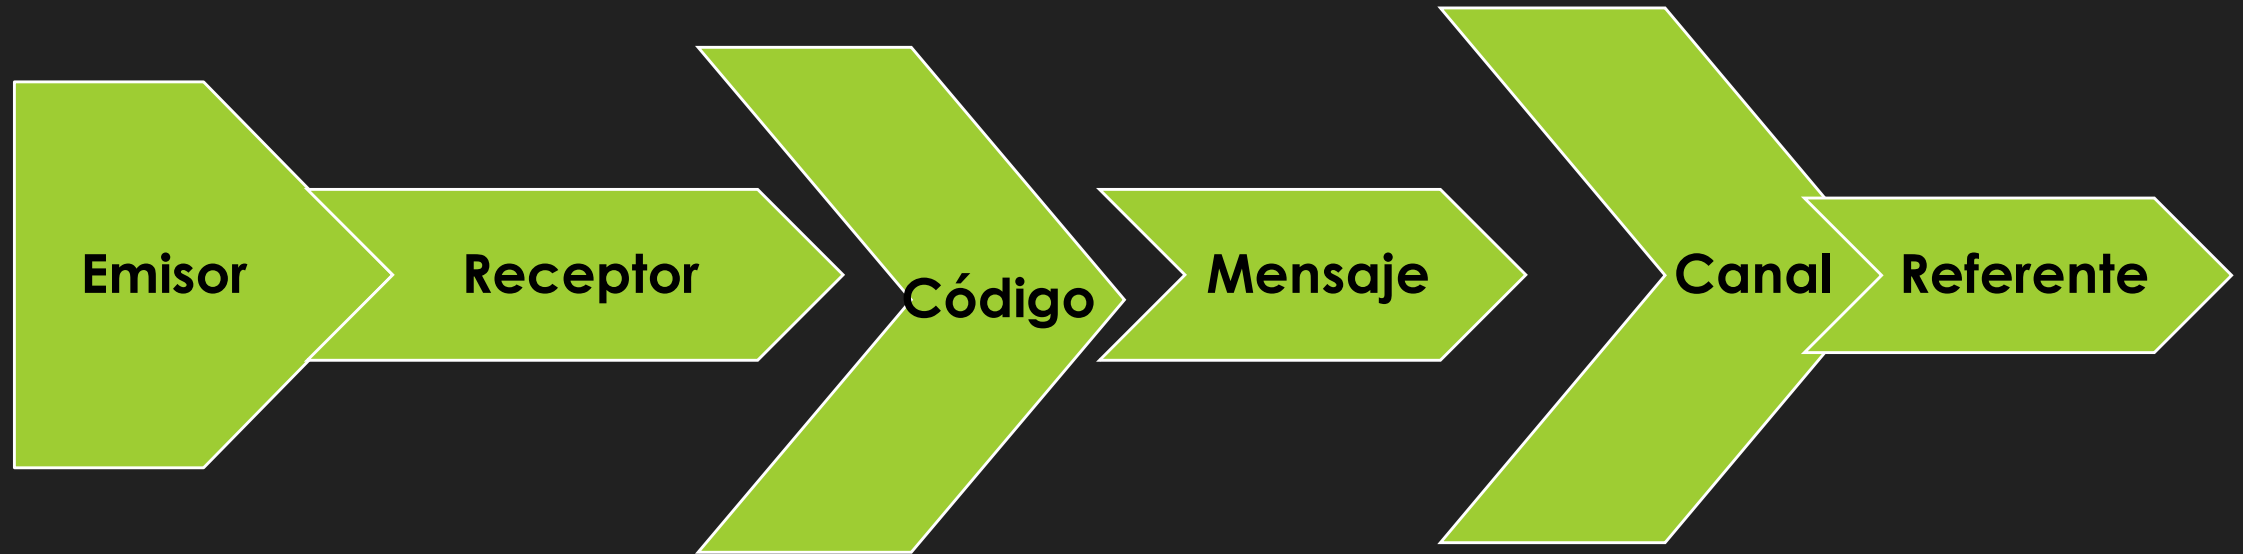 Emisor
Receptor
Código
Mensaje
Canal
Referente